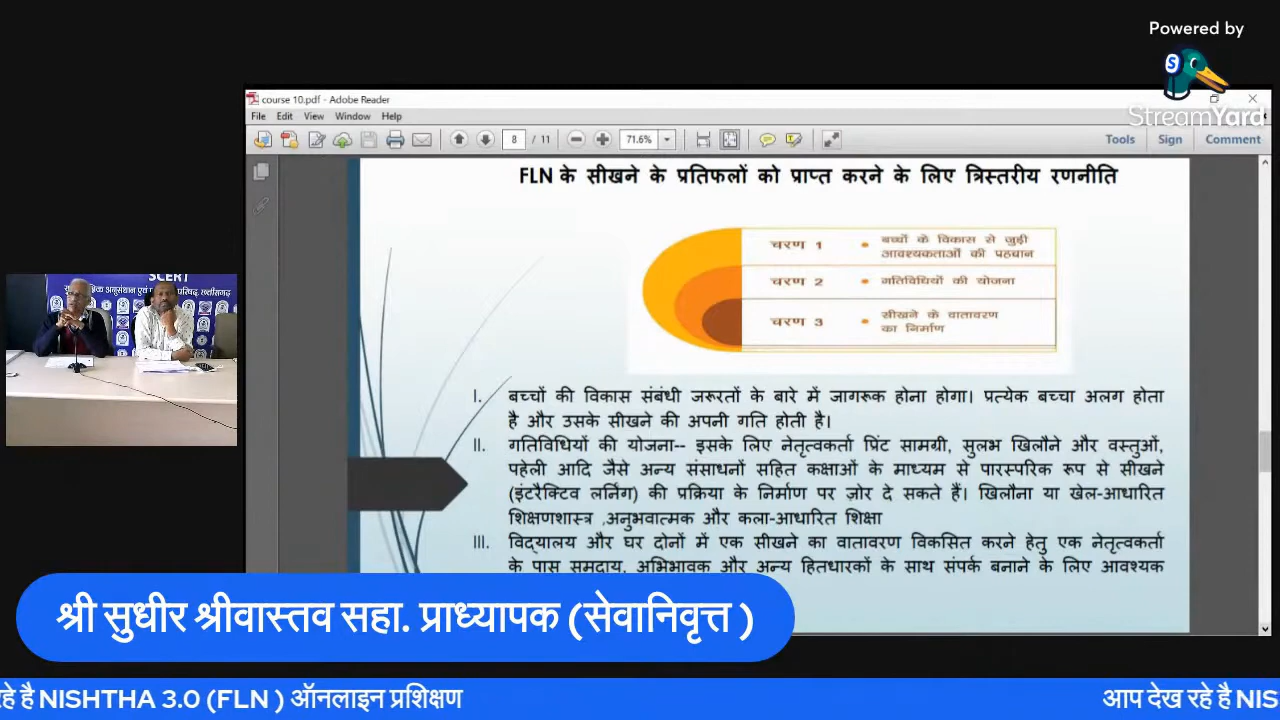 Powered by
StreamYard
course 10.pdf - Adobe Reader
File Edit View Window Help
8 / 11 71.6% Tools Sign Comment
FLN के सीखने के प्रतिफलों को प्राप्त करने के लिए त्रिस्तरीय रणनीति
चरण 1 • बच्चों के विकास से जुड़ी
आवश्यकताओं की पहचान
चरण 2 • गतिविधियों की योजना
चरण 3 • सीखने के वातावरण
का निर्माण
I. बच्चों की विकास संबंधी जरूरतों के बारे में जागरूक होना होगा। प्रत्येक बच्चा अलग होता
है और उसके सीखने की अपनी गति होती है।
II. गतिविधियों की योजना-- इसके लिए नेतृत्वकर्ता प्रिंट सामग्री, सुलभ खिलौने और वस्तुओं,
पहेली आदि जैसे अन्य संसाधनों सहित कक्षाओं के माध्यम से पारस्परिक रूप से सीखने
(इंटरैक्टिव लर्निंग) की प्रक्रिया के निर्माण पर ज़ोर दे सकते हैं। खिलौना या खेल-आधारित
शिक्षणशास्त्र ,अनुभवात्मक और कला-आधारित शिक्षा
III. विद्यालय और घर दोनों में एक सीखने का वातावरण विकसित करने हेतु एक नेतृत्वकर्ता
के पास समुदाय, अभिभावक और अन्य हितधारकों के साथ संपर्क बनाने के लिए आवश्यक
SCERT
श्री सुधीर श्रीवास्तव सहा. प्राध्यापक (सेवानिवृत्त )
रहे है NISHTHA 3.0 (FLN ) ऑनलाइन प्रशिक्षण
आप देख रहे है NIS